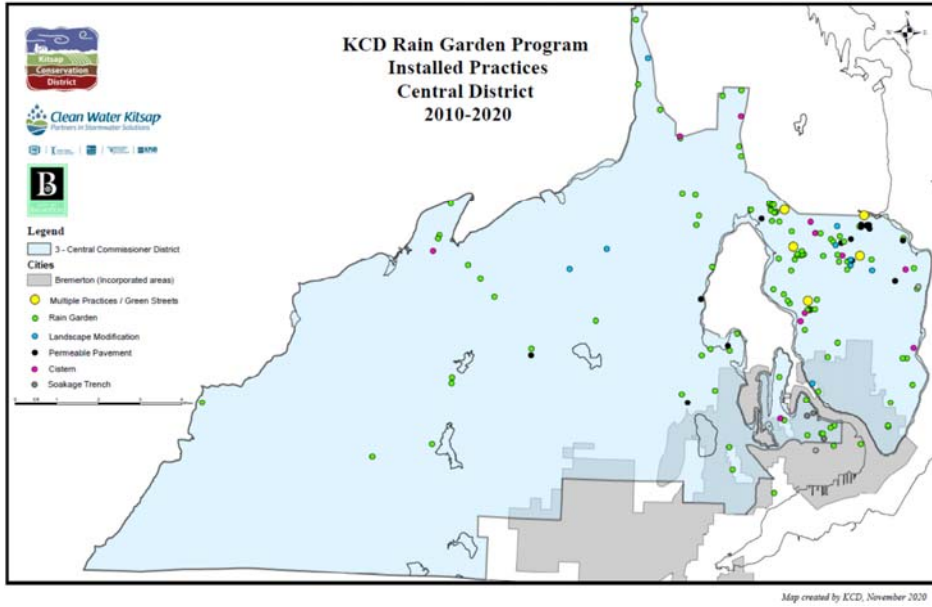 KCD Rain Garden Program
Installed Practices
Central District
2010-2020
Kitsap
Conservation
District
Clean Water Kitsap
Partners in Stormwater Solutions
B
Legend
3 - Central Commissioner District
Cities
Bremerton (Incorporated areas)
Multiple Practices / Green Streets
Rain Garden
Landscape Modification
Permeable Pavement
Cistern
Soakage Trench
Map created by KCD, November 2020